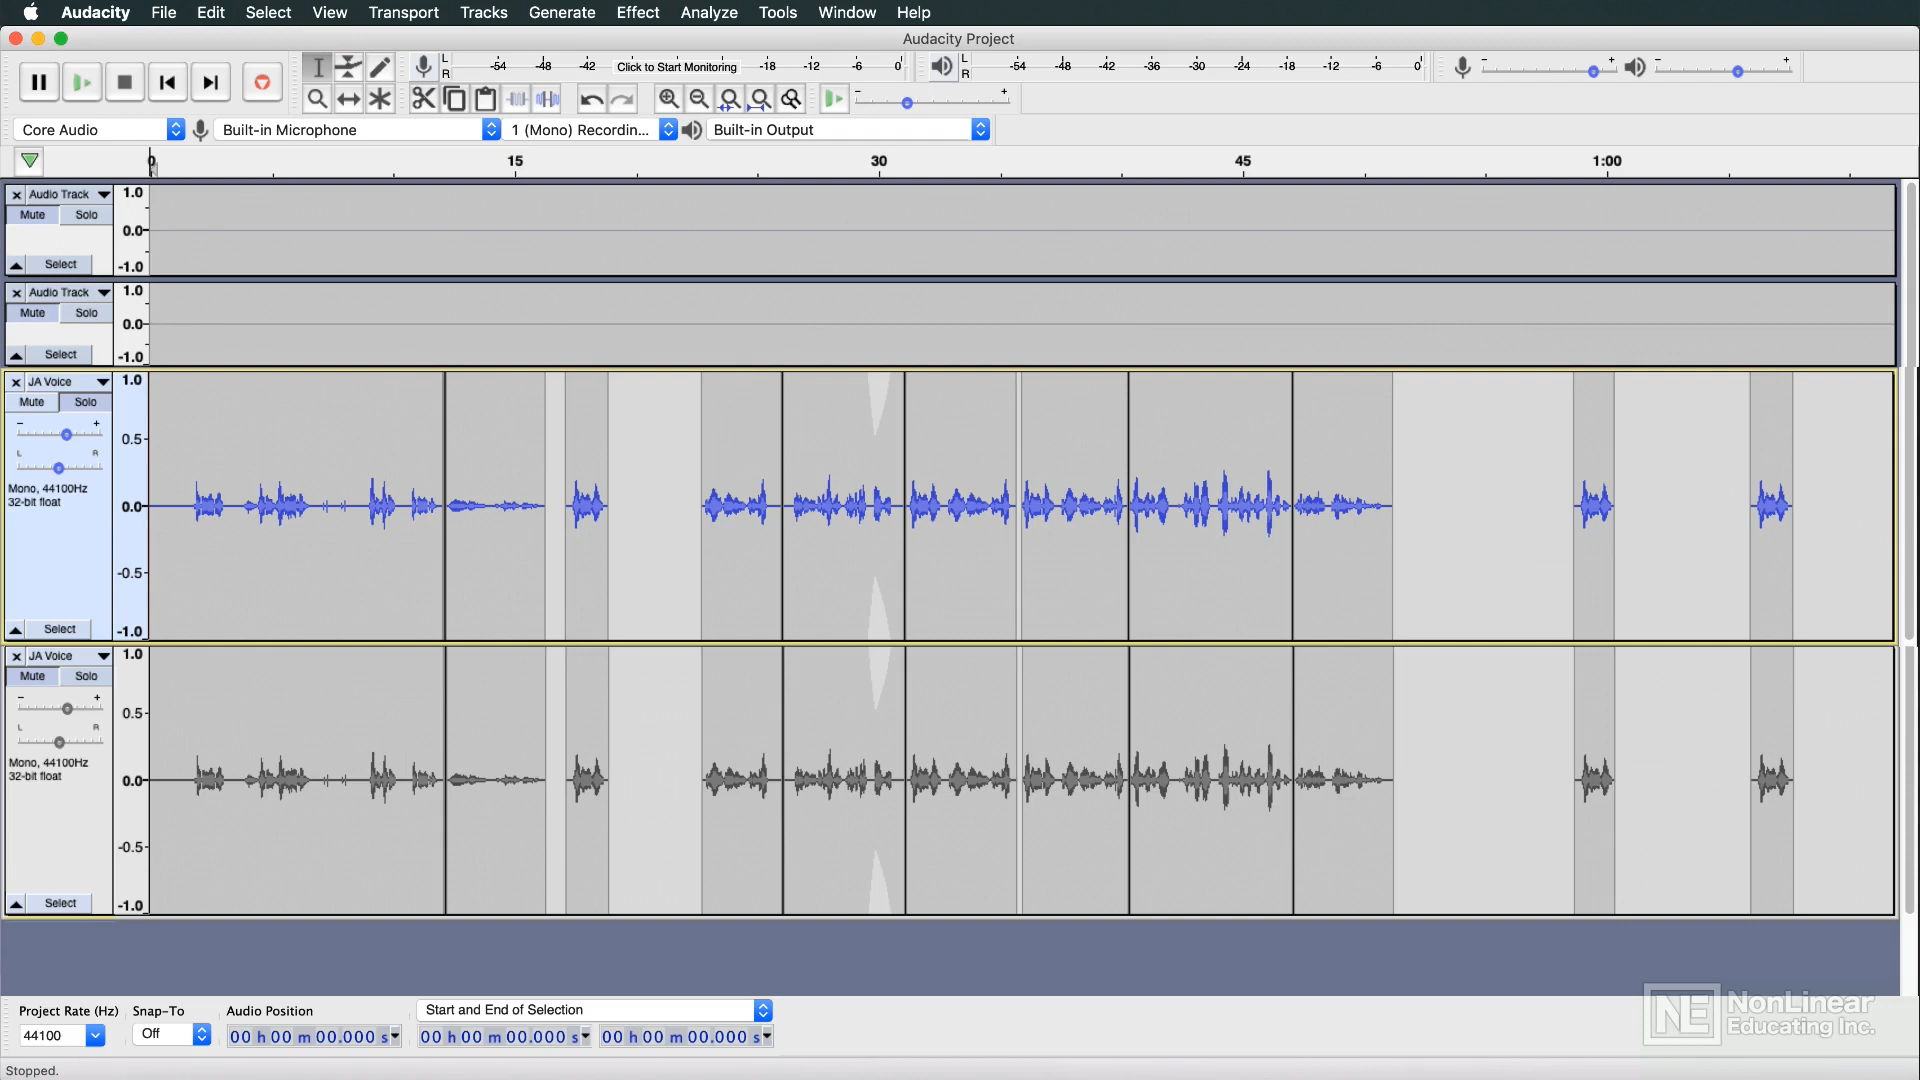 Audacity File Edit Select View Transport Tracks Generate Effect Analyze Tools Window Help
Audacity Project
L R -54 -48 -42 Click to Start Monitoring -18 -12 -6 0
L R -54 -48 -42 -36 -30 -24 -18 -12 -6 0
- +
- +
- +
Core Audio Built-in Microphone 1 (Mono) Recordin... Built-in Output
0 15 30 45 1:00
Audio Track 1.0
Mute Solo
0.0
Select -1.0
Audio Track 1.0
Mute Solo
0.0
Select -1.0
JA Voice 1.0
Mute Solo
- +
0.5
L R
Mono, 44100Hz
32-bit float 0.0
-0.5
Select -1.0
JA Voice 1.0
Mute Solo
- +
0.5
L R
Mono, 44100Hz
32-bit float 0.0
-0.5
Select -1.0
Project Rate (Hz) Snap-To Audio Position Start and End of Selection
44100 Off 00 h 00 m 00.000 s 00 h 00 m 00.000 s 00 h 00 m 00.000 s
NE NonLinear
Educating Inc.
Stopped.